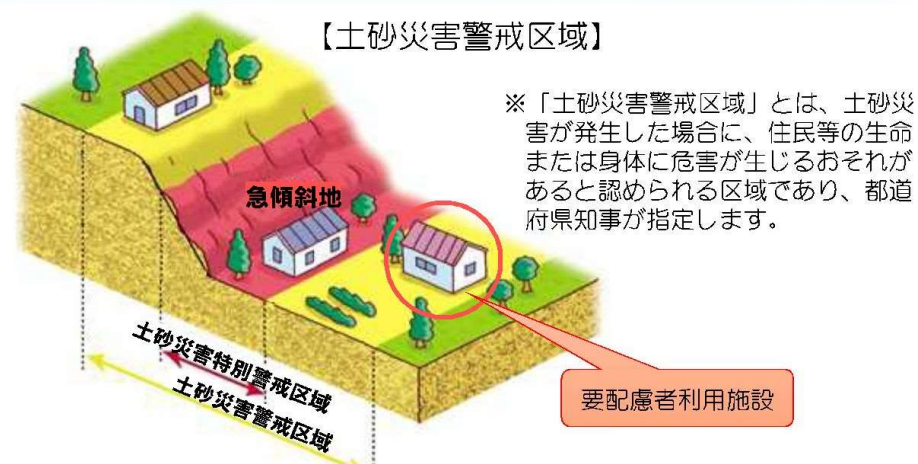 【土砂災害警戒区域】
※「土砂災害警戒区域」とは、土砂災
害が発生した場合に、住民等の生命
または身体に危害が生じるおそれが
あると認められる区域であり、都道
府県知事が指定します。
急傾斜地
土砂災害特別警戒区域
土砂災害警戒区域
要配慮者利用施設